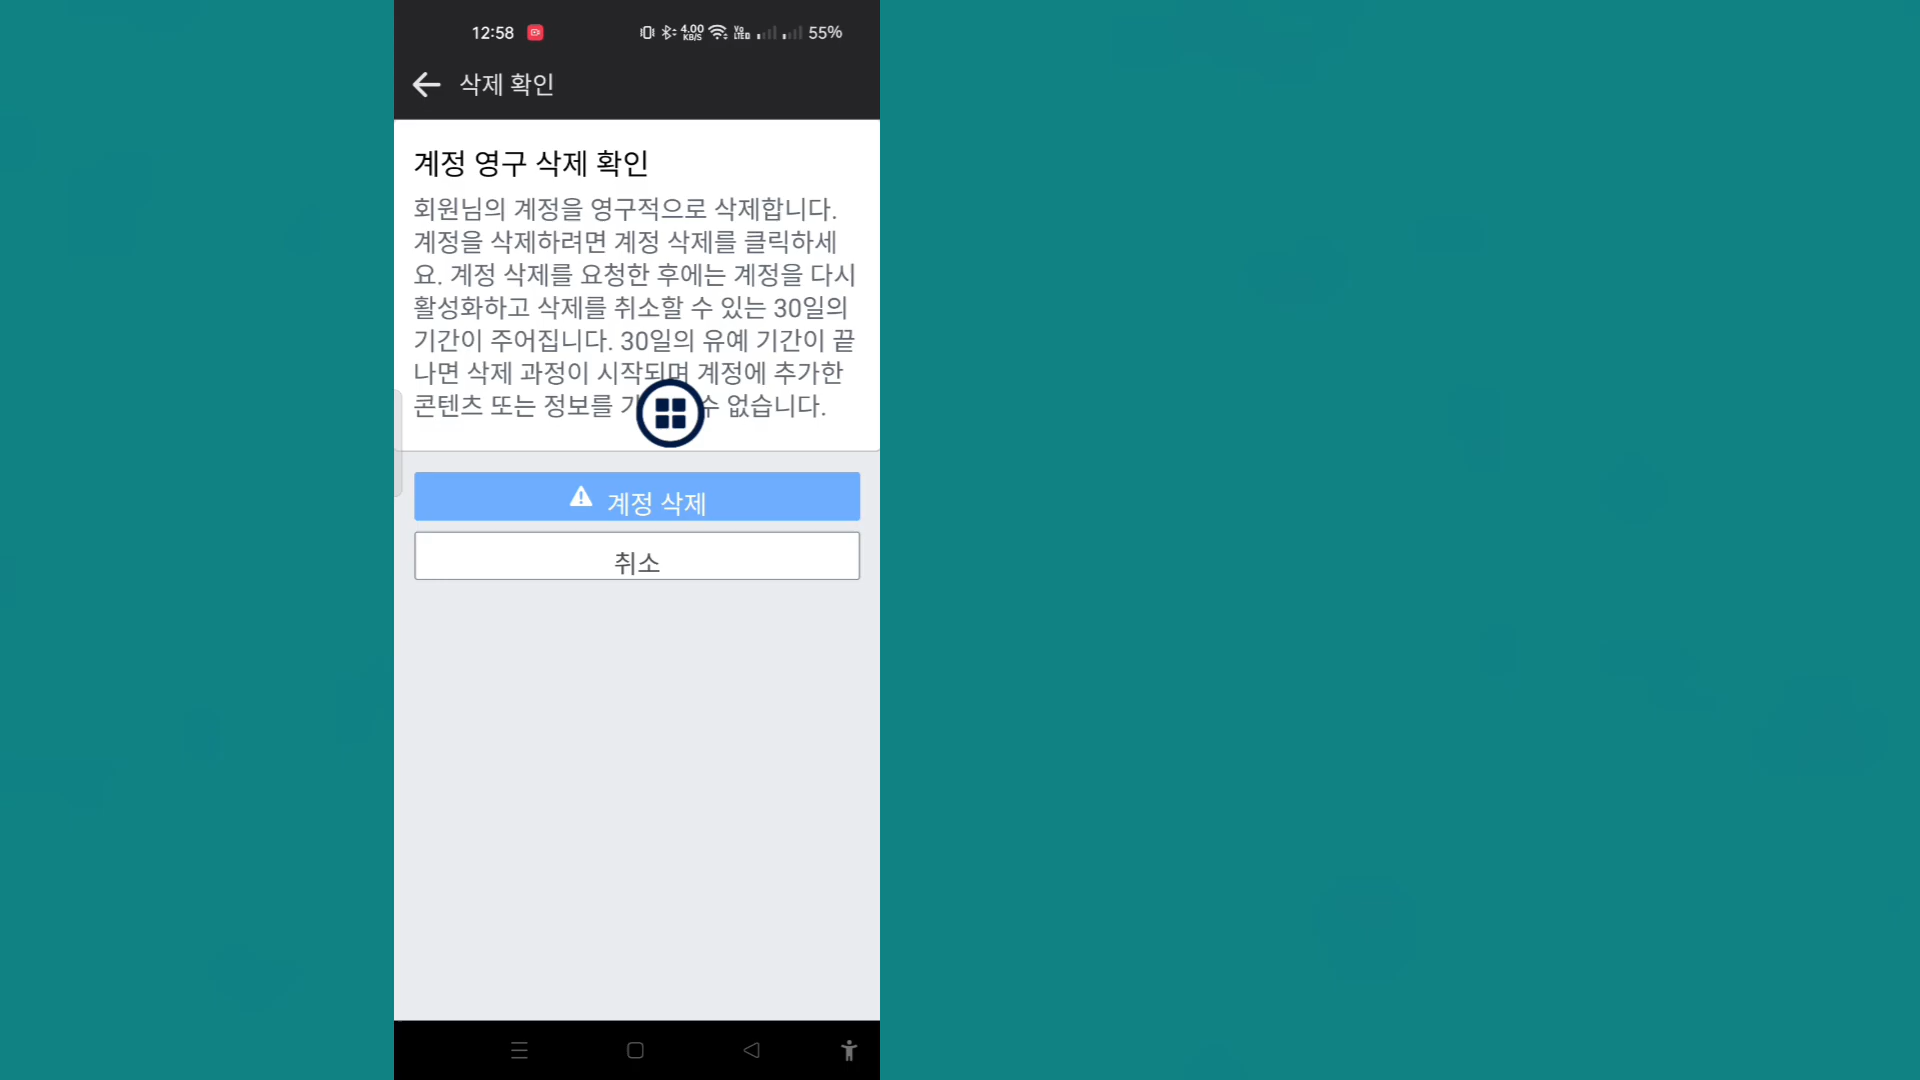 12:58 4.00 KB/S Vo LTE 55%
삭제 확인
계정 영구 삭제 확인
회원님의 계정을 영구적으로 삭제합니다.
계정을 삭제하려면 계정 삭제를 클릭하세
요. 계정 삭제를 요청한 후에는 계정을 다시
활성화하고 삭제를 취소할 수 있는 30일의
기간이 주어집니다. 30일의 유예 기간이 끝
나면 삭제 과정이 시작되며 계정에 추가한
콘텐츠 또는 정보를 수 없습니다.
계정 삭제
취소